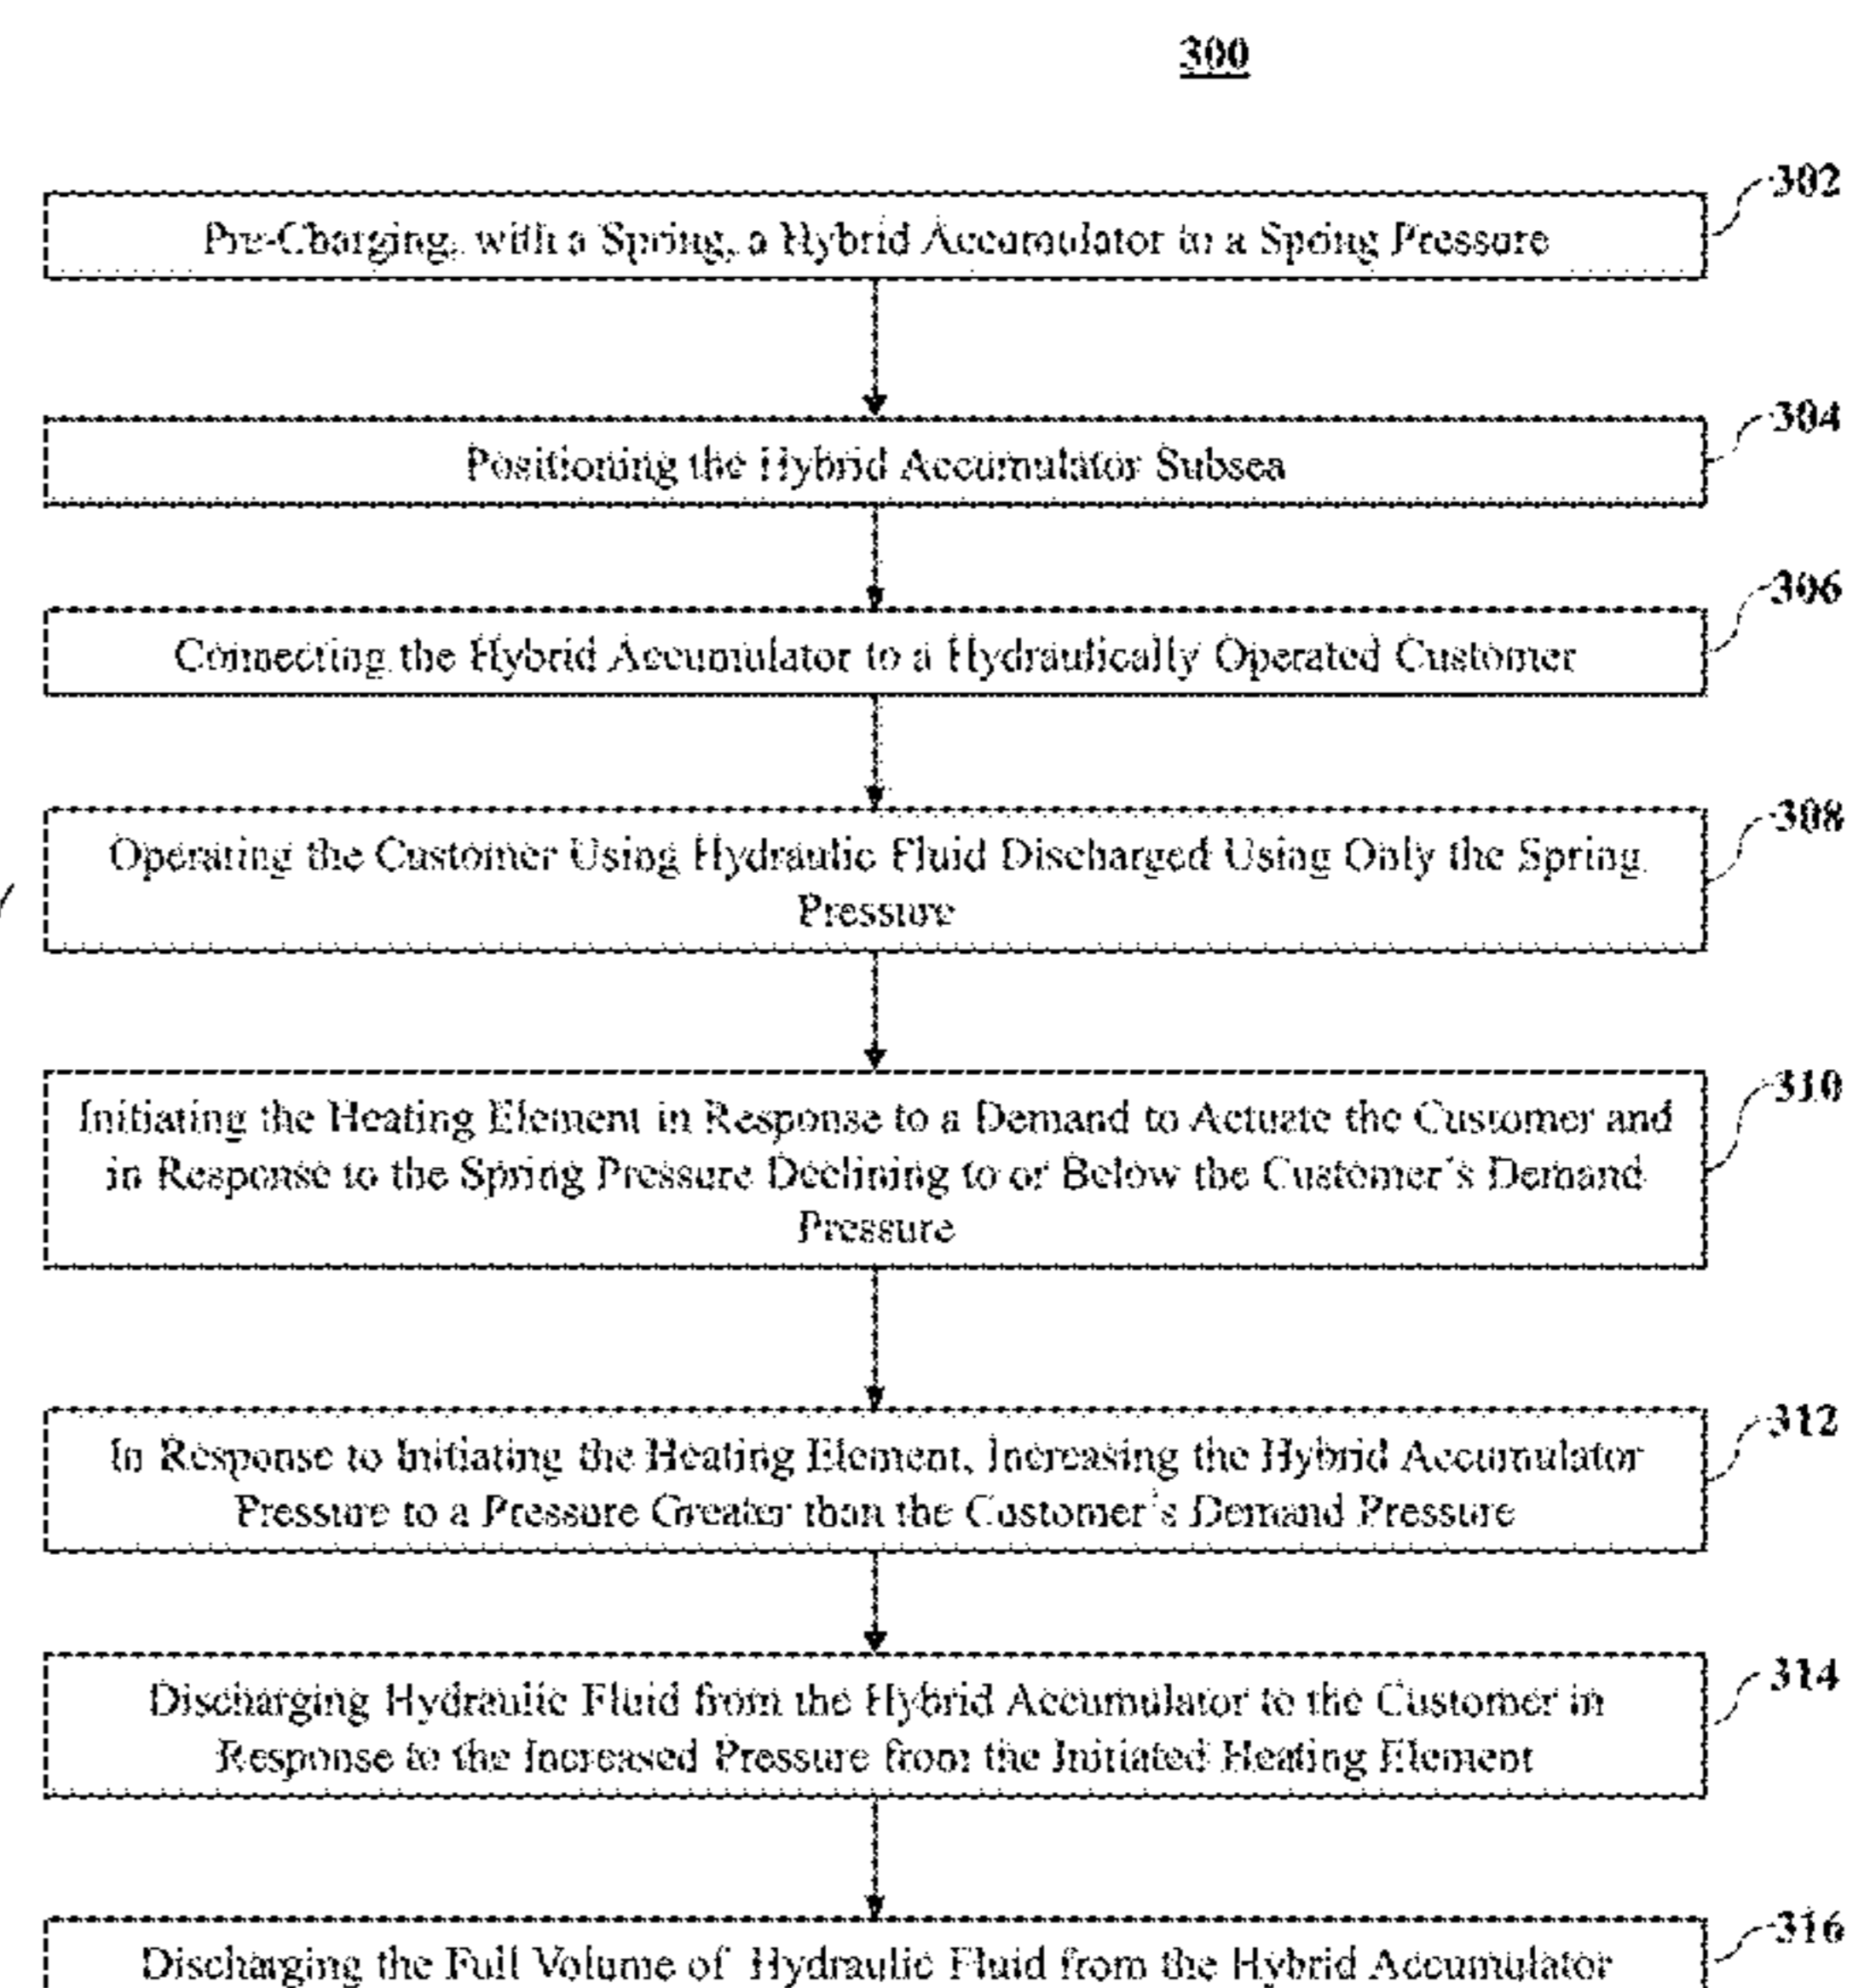 300
302
Pre-Charging, with a Spring, a Hybrid Accumulator to a Spring Pressure
304
Positioning the Hybrid Accumulator Subsea
306
Connecting the Hybrid Accumulator to a Hydraulically Operated Customer
308
Operating the Customer Using Hydraulic Fluid Discharged Using Only the Spring
Pressure
310
Initiating the Heating Element in Response to a Demand to Actuate the Customer and
in Response to the Spring Pressure Declining to or Below the Customer's Demand
Pressure
312
In Response to Initiating the Heating Element, Increasing the Hybrid Accumulator
Pressure to a Pressure Greater than the Customer's Demand Pressure
314
Discharging Hydraulic Fluid from the Hybrid Accumulator to the Customer in
Response to the Increased Pressure from the Initiated Heating Element
316
Discharging the Full Volume of Hydraulic Fluid from the Hybrid Accumulator